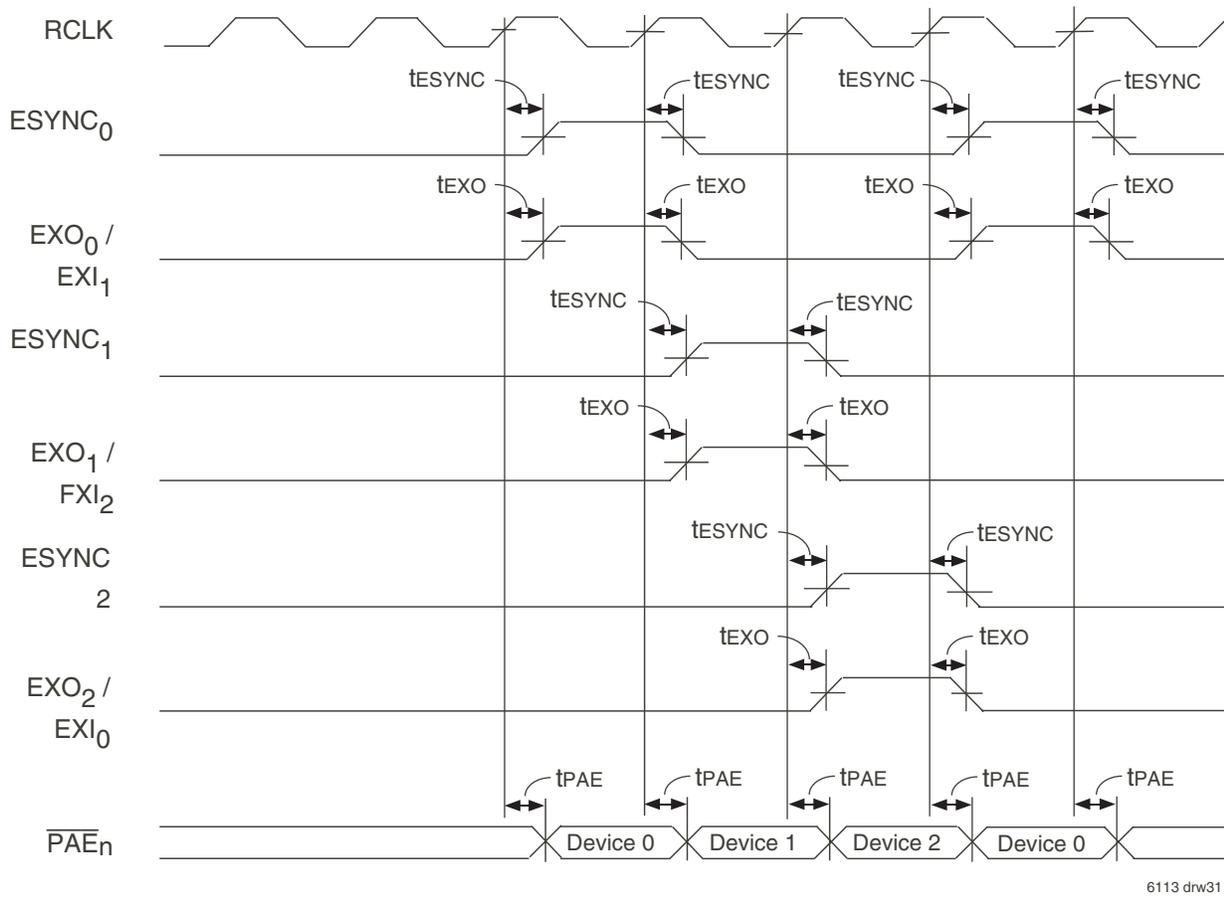 RCLK
tESYNC tESYNC tESYNC tESYNC
ESYNC0
tEXO tEXO tEXO tEXO
EXO0 /
EXI1
tESYNC tESYNC
ESYNC1
tEXO tEXO
EXO1 /
FXI2
tESYNC tESYNC
ESYNC
2
tEXO tEXO
EXO2 /
EXI0
tPAE tPAE tPAE tPAE tPAE
PAEn Device 0 Device 1 Device 2 Device 0
6113 drw31